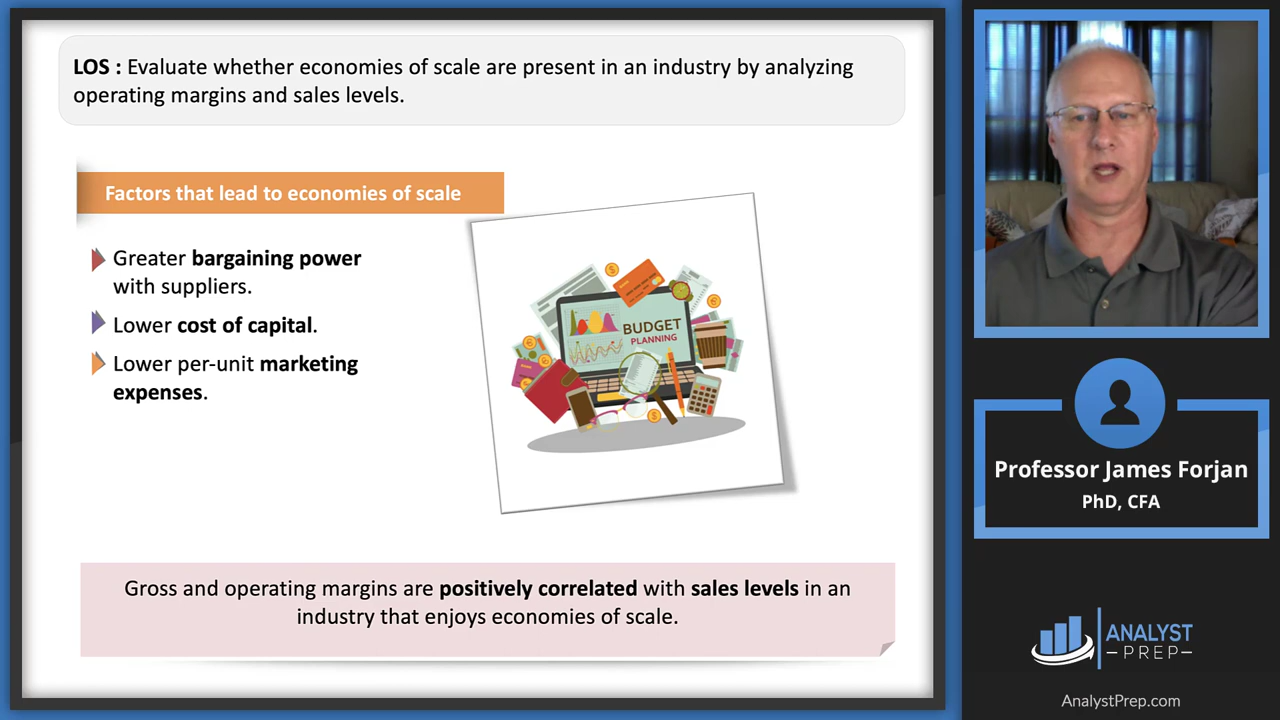 LOS : Evaluate whether economies of scale are present in an industry by analyzing
operating margins and sales levels.
Factors that lead to economies of scale
Greater bargaining power
with suppliers.
Lower cost of capital.
Lower per-unit marketing
expenses.
BUDGET
PLANNING
Gross and operating margins are positively correlated with sales levels in an
industry that enjoys economies of scale.
Professor James Forjan
PhD, CFA
ANALYST
PREP
AnalystPrep.com